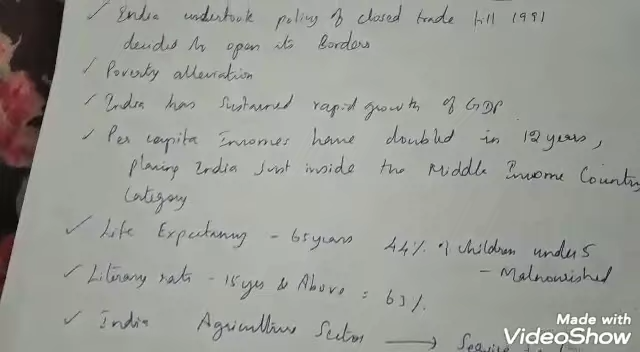 ✓ India undertook policy of closed trade till 1991
decided to open its Borders
✓ Poverty alleviation
✓ India has sustained rapid growth of GDP
✓ Per capita Incomes have doubled in 12 years,
placing India Just inside the Middle Income Country
Category
✓ Life Expectancy - 65 years 44% of children under 5
- Malnourished
✓ Literacy rate - 15 yrs & Above = 63%
✓ India Agriculture Sector →
Made with
VideoShow